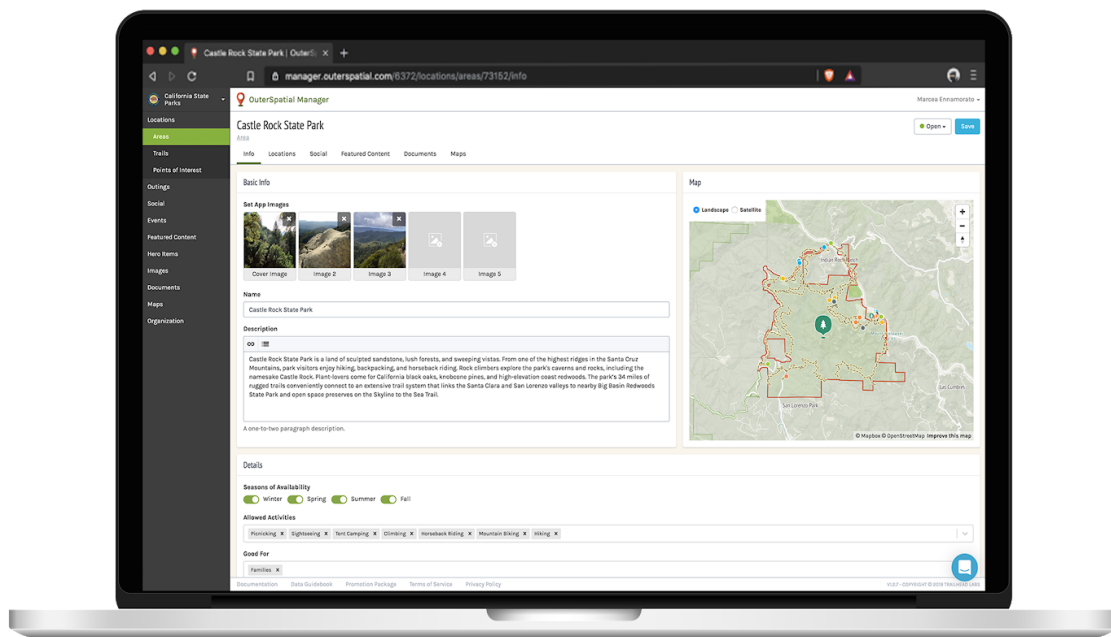 Castle Rock State Park | OuterS
manager.outerspatial.com/6372/locations/areas/73152/info
California State
Parks
OuterSpatial Manager
Marcea Ennamorato
Locations
Areas
Trails
Points of Interest
Outings
Social
Events
Featured Content
Hero Items
Images
Documents
Maps
Organization
Castle Rock State Park
Area
Open
Save
Info Locations Social Featured Content Documents Maps
Basic Info
Set App Images
Cover Image Image 2 Image 3 Image 4 Image 5
Name
Castle Rock State Park
Description
Castle Rock State Park is a land of sculpted sandstone, lush forests, and sweeping vistas. From one of the highest ridges in the Santa Cruz
Mountains, park visitors enjoy hiking, backpacking, and horseback riding. Rock climbers explore the park's caverns and rocks, including the
namesake Castle Rock. Plant-lovers come for California black oaks, knobcone pines, and high-elevation coast redwoods. The park's 34 miles of
rugged trails conveniently connect to an extensive trail system that links the Santa Clara and San Lorenzo valleys to nearby Big Basin Redwoods
State Park and open space preserves on the Skyline to the Sea Trail.
A one-to-two paragraph description.
Map
Landscape Satellite
San Lorenzo Park
Las Cumbres
© Mapbox © OpenStreetMap Improve this map
Details
Seasons of Availability
Winter Spring Summer Fall
Allowed Activities
Picnicking x Sightseeing x Tent Camping x Climbing x Horseback Riding x Mountain Biking x Hiking x
Good For
Families x
Documentation Data Guidebook Promotion Package Terms of Service Privacy Policy
COPYRIGHT © 2019 TRAILHEAD LABS